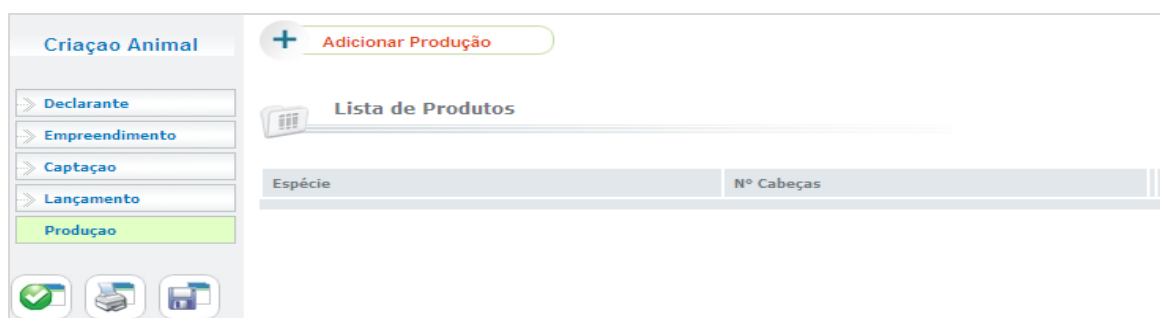 Criaçao Animal
Declarante
Empreendimento
Captaçao
Lançamento
Produçao
Adicionar Produção
Lista de Produtos
Espécie Nº Cabeças